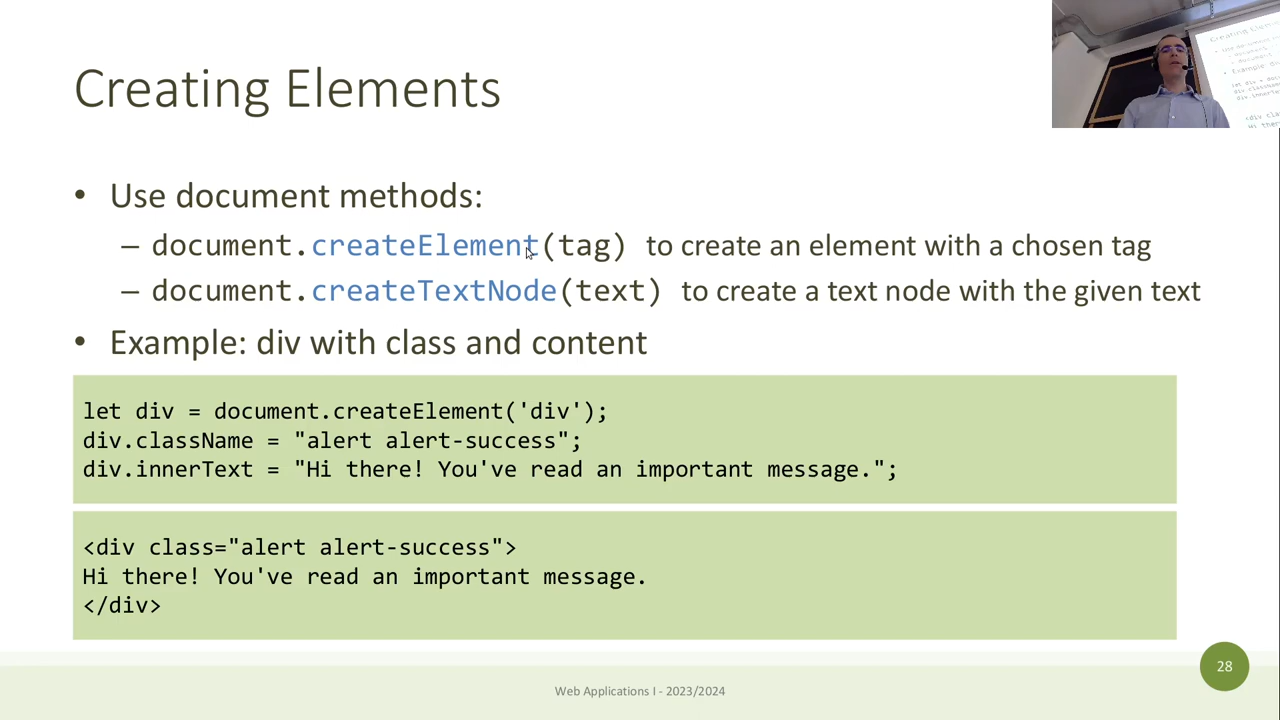 Creating Elements
• Use document methods:
– document.createElement(tag) to create an element with a chosen tag
– document.createTextNode(text) to create a text node with the given text
• Example: div with class and content
let div = document.createElement('div');
div.className = "alert alert-success";
div.innerText = "Hi there! You've read an important message.";
<div class="alert alert-success">
Hi there! You've read an important message.
</div>
28
Web Applications I - 2023/2024